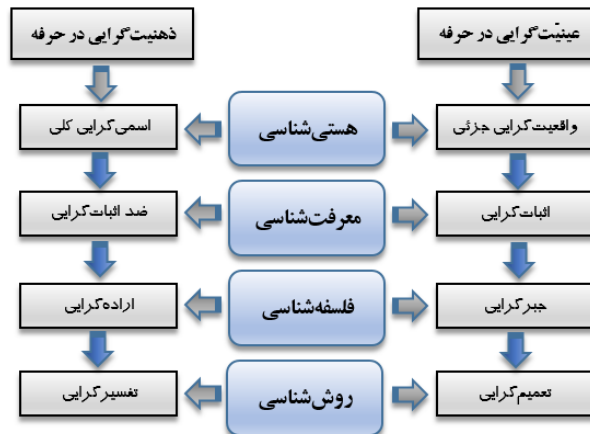 عینیّت‌گرایی در حرفه
ذهنیت‌گرایی در حرفه
واقعیت‌گرایی جزئی
هستی‌شناسی
اسمی‌گرایی کلی
اثبات‌گرایی
معرفت‌شناسی
ضد اثبات‌گرایی
جبرگرایی
فلسفه‌شناسی
اراده‌گرایی
تعمیم‌گرایی
روش‌شناسی
تفسیرگرایی